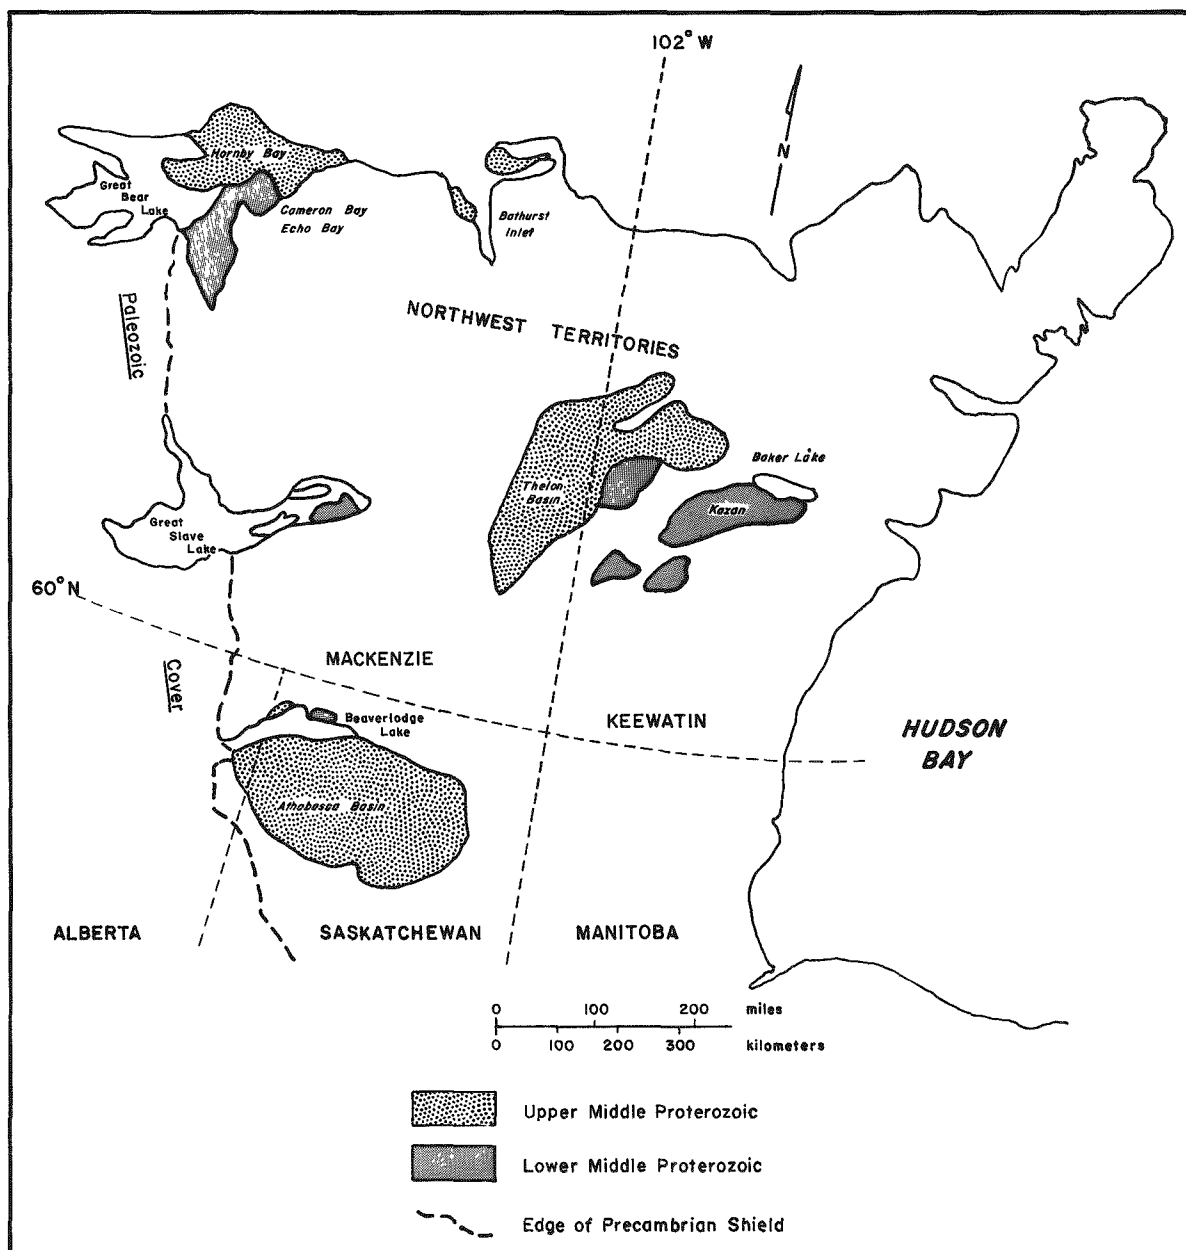 102° W
N
Hornby Bay
Great
Bear
Lake
Cameron Bay
Echo Bay
Bathurst
Inlet
Paleozoic
NORTHWEST TERRITORIES
Baker Lake
Thelon
Basin
Kazan
Great
Slave
Lake
60° N
MACKENZIE
Cover
KEEWATIN
Beaverlodge
Lake
HUDSON
BAY
Athabasca Basin
ALBERTA
SASKATCHEWAN
MANITOBA
0 100 200 miles
0 100 200 300 kilometers
Upper Middle Proterozoic
Lower Middle Proterozoic
Edge of Precambrian Shield